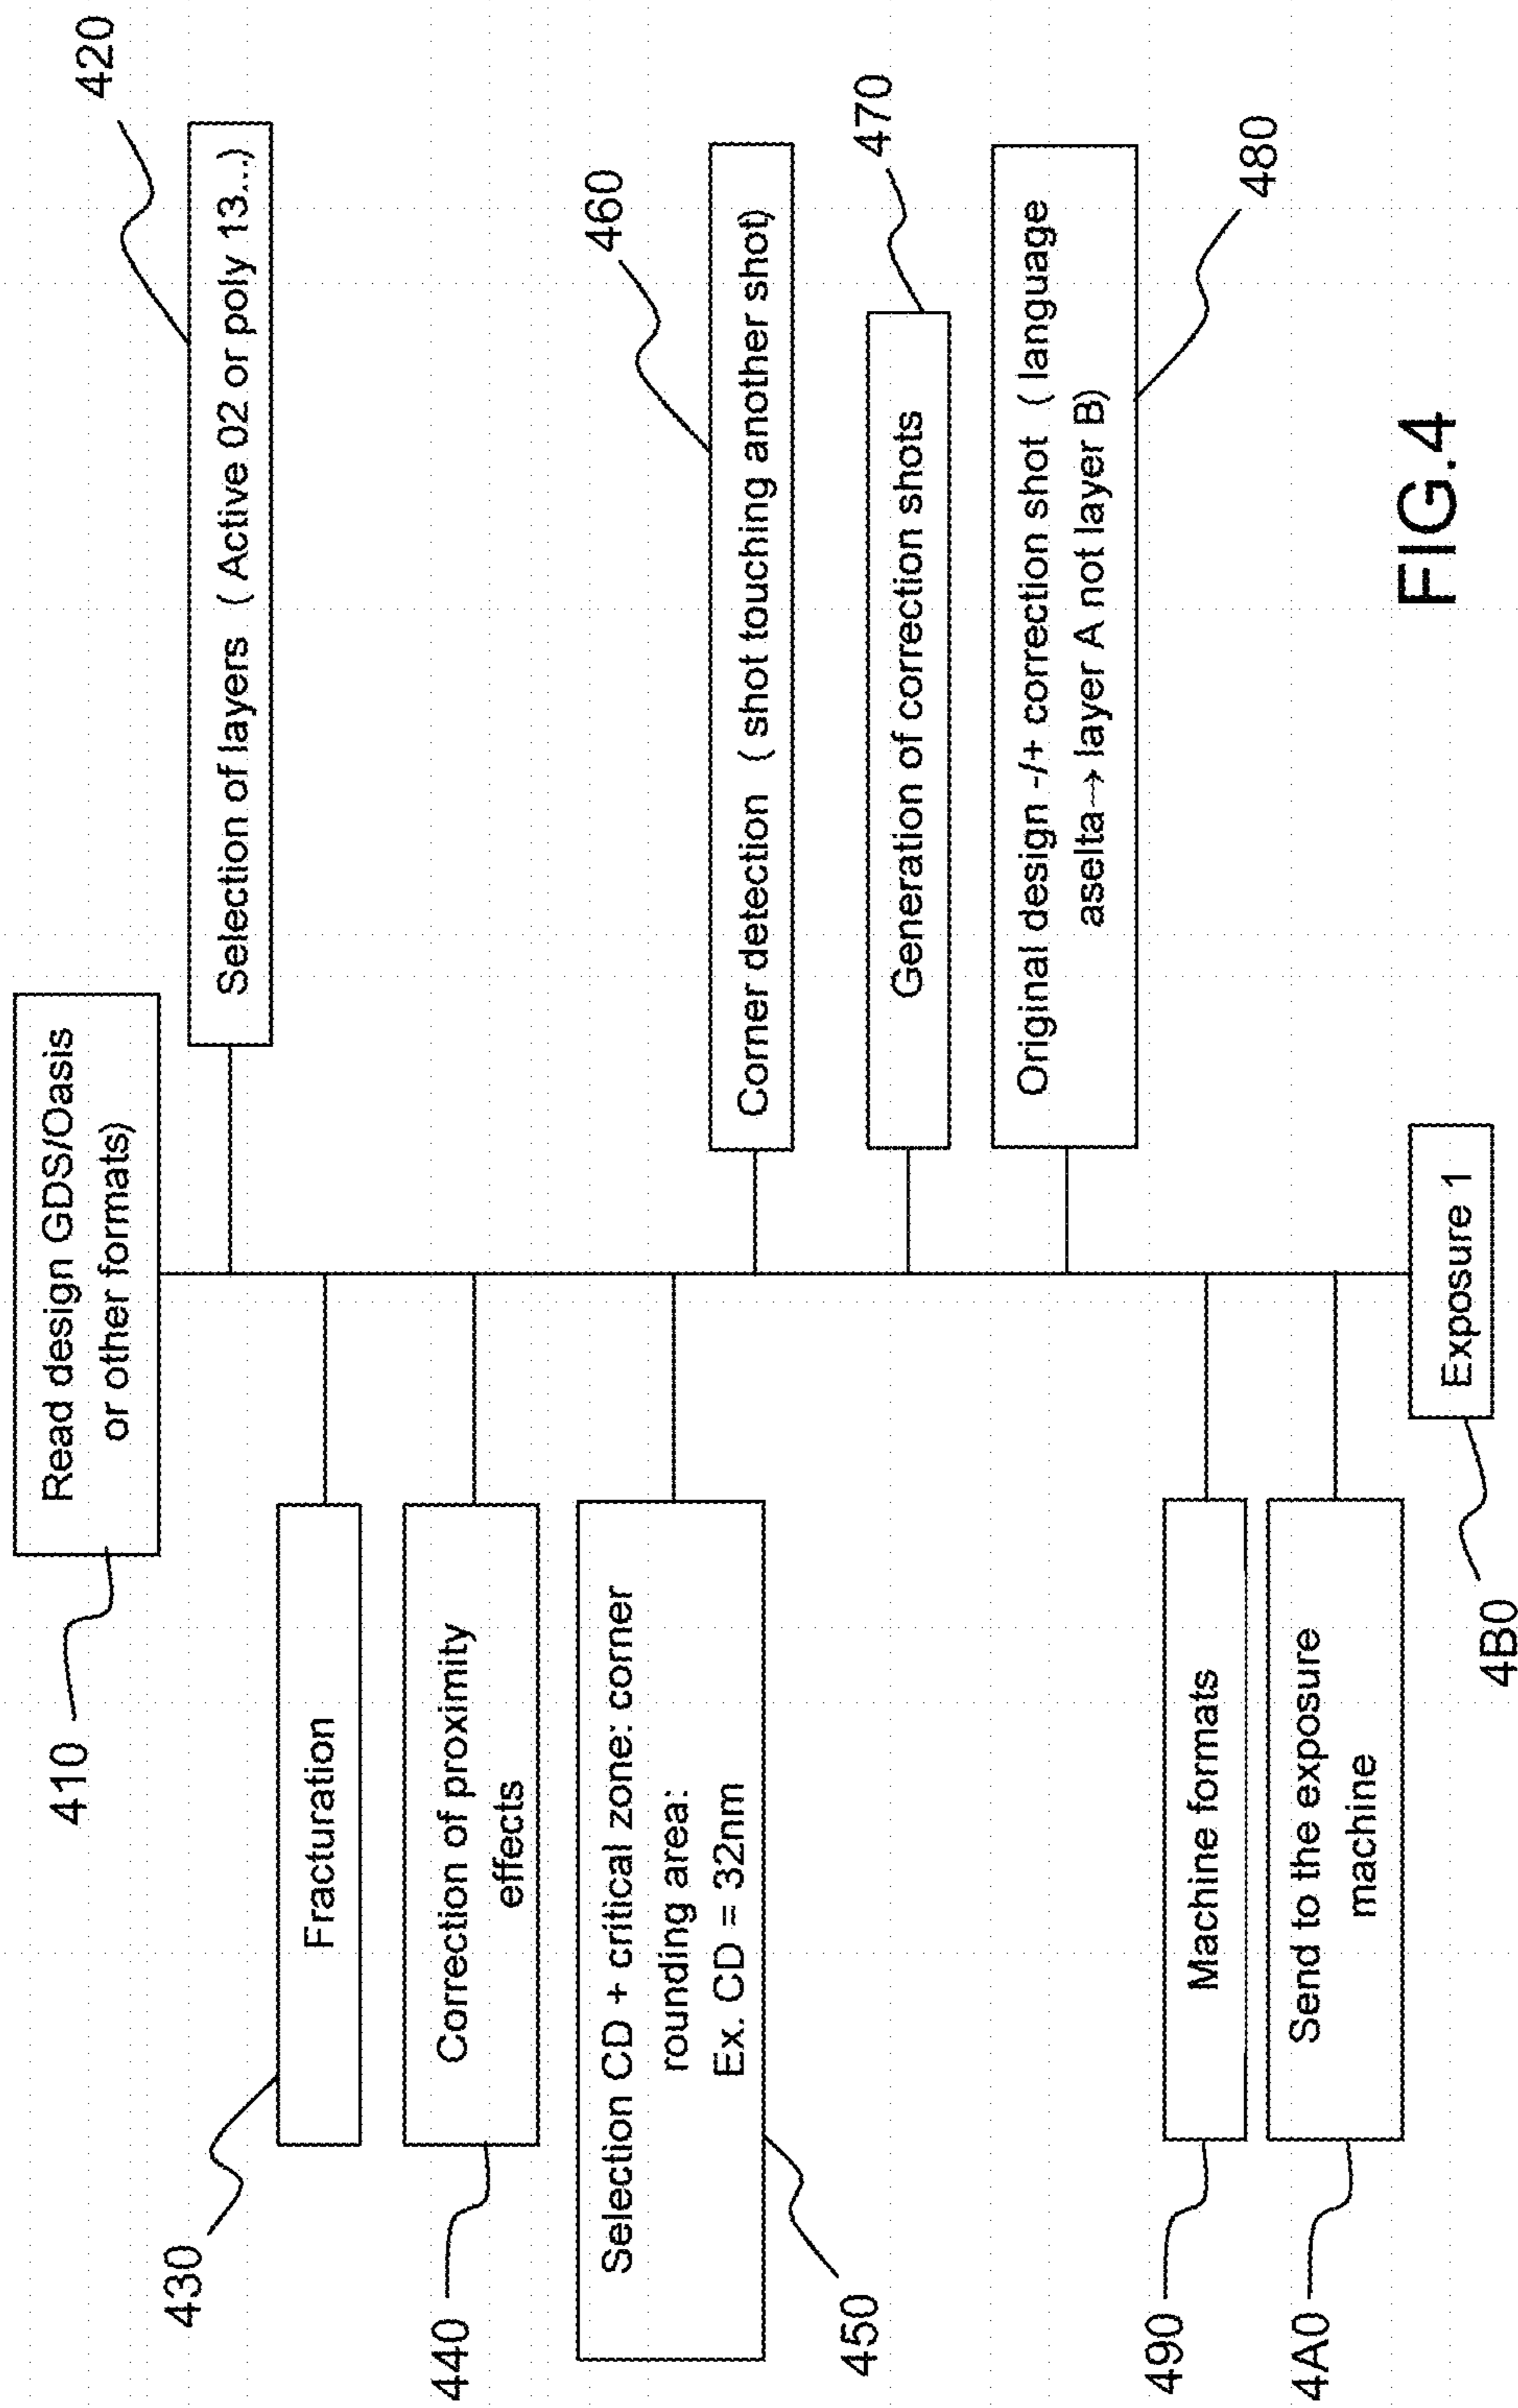 410
Read design GDS/Oasis
or other formats)
420
Selection of layers ( Active 02 or poly 13...)
430
Fracturation
440
Correction of proximity
effects
450
Selection CD + critical zone: corner
rounding area:
Ex. CD = 32nm
460
Corner detection ( shot touching another shot)
470
Generation of correction shots
480
Original design -/+ correction shot ( language
aselta→ layer A not layer B)
490
Machine formats
4A0
Send to the exposure
machine
4B0
Exposure 1
FIG.4